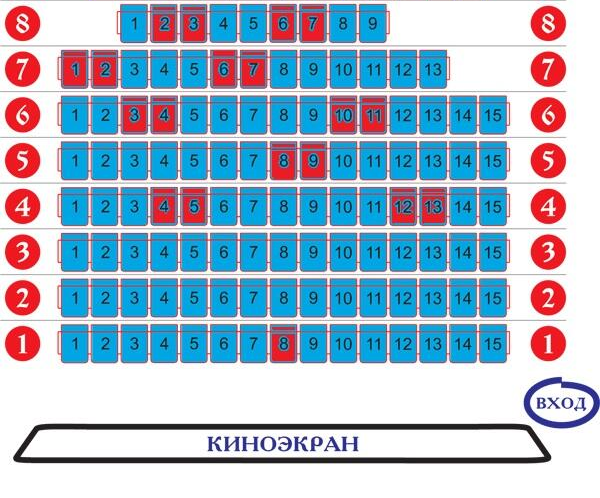 8 1 2 3 4 5 6 7 8 9 8
7 1 2 3 4 5 6 7 8 9 10 11 12 13 7
6 1 2 3 4 5 6 7 8 9 10 11 12 13 14 15 6
5 1 2 3 4 5 6 7 8 9 10 11 12 13 14 15 5
4 1 2 3 4 5 6 7 8 9 10 11 12 13 14 15 4
3 1 2 3 4 5 6 7 8 9 10 11 12 13 14 15 3
2 1 2 3 4 5 6 7 8 9 10 11 12 13 14 15 2
1 1 2 3 4 5 6 7 8 9 10 11 12 13 14 15 1
ВХОД
КИНОЭКРАН